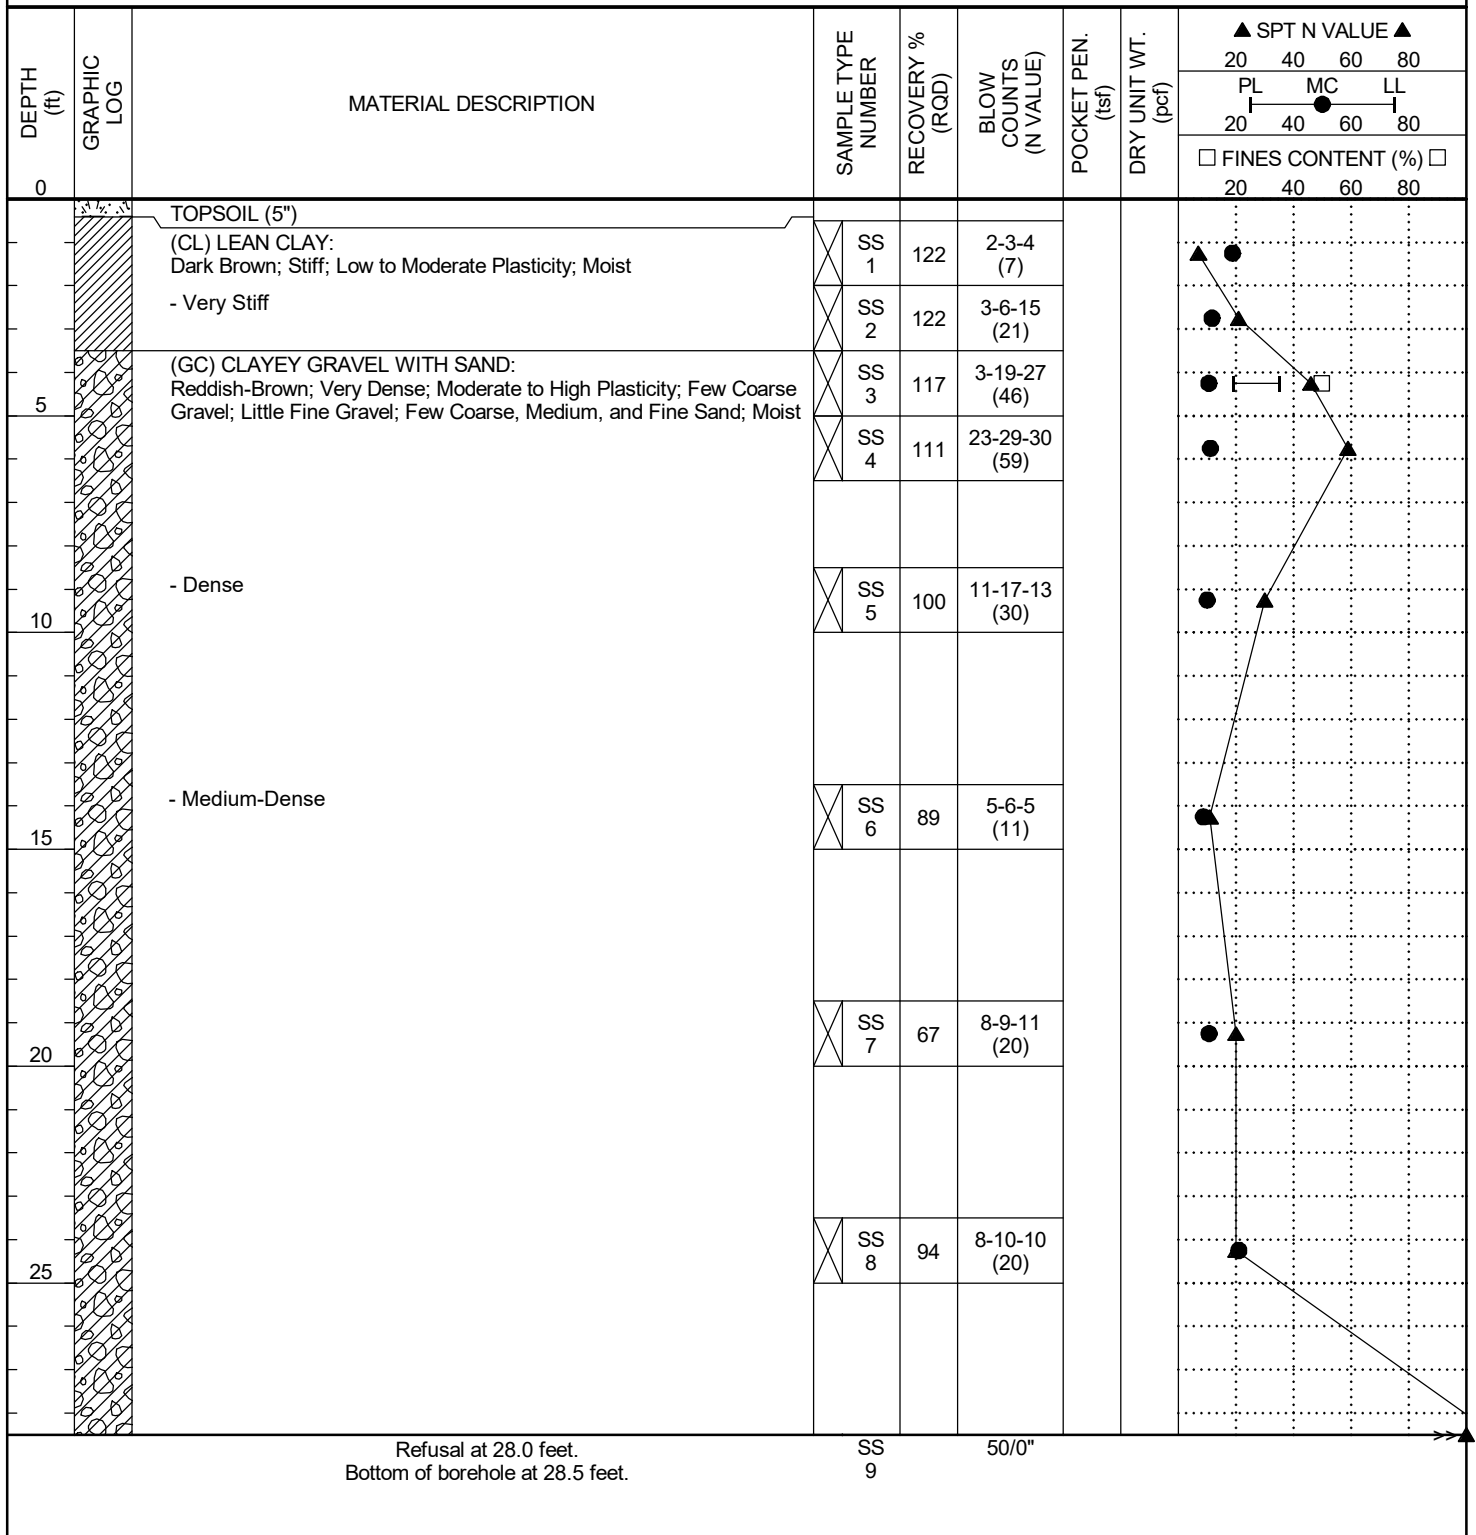 DEPTH
(ft)
GRAPHIC
LOG
MATERIAL DESCRIPTION
SAMPLE TYPE
NUMBER
RECOVERY %
(RQD)
BLOW
COUNTS
(N VALUE)
POCKET PEN.
(tsf)
DRY UNIT WT.
(pcf)
▲ SPT N VALUE ▲
20 40 60 80
PL MC LL
20 40 60 80
□ FINES CONTENT (%) □
20 40 60 80
0
TOPSOIL (5")
(CL) LEAN CLAY:
Dark Brown; Stiff; Low to Moderate Plasticity; Moist
SS
1
122
2-3-4
(7)
- Very Stiff
SS
2
122
3-6-15
(21)
(GC) CLAYEY GRAVEL WITH SAND:
Reddish-Brown; Very Dense; Moderate to High Plasticity; Few Coarse
Gravel; Little Fine Gravel; Few Coarse, Medium, and Fine Sand; Moist
SS
3
117
3-19-27
(46)
5
SS
4
111
23-29-30
(59)
- Dense
SS
5
100
11-17-13
(30)
10
- Medium-Dense
SS
6
89
5-6-5
(11)
15
SS
7
67
8-9-11
(20)
20
SS
8
94
8-10-10
(20)
25
Refusal at 28.0 feet.
Bottom of borehole at 28.5 feet.
SS
9
50/0"